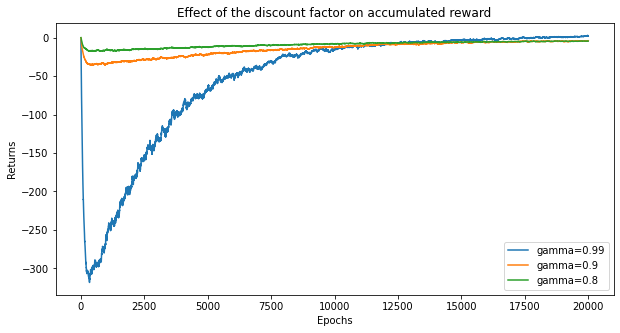 Effect of the discount factor on accumulated reward
Returns
0
−50
−100
−150
−200
−250
−300
0 2500 5000 7500 10000 12500 15000 17500 20000
Epochs
gamma=0.99
gamma=0.9
gamma=0.8